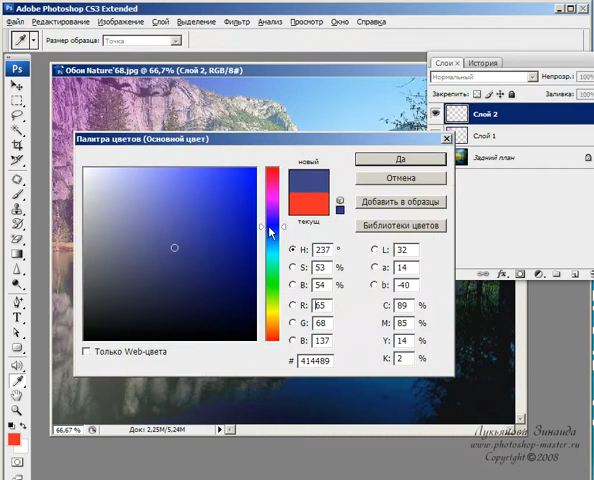 Adobe Photoshop CS3 Extended
Файл Редактирование Изображение Слой Выделение Фильтр Анализ Просмотр Окно Справка
Размер образца: Точка
Ps
Обои Nature'68.jpg @ 66,7% (Слой 2, RGB/8#)
Слои × История
Нормальный Непрозр.: 100%
Закрепить: Заливка: 100%
Слой 2
Слой 1
Задний план
Палитра цветов (Основной цвет)
новый
текущ
Да
Отмена
Добавить в образцы
Библиотеки цветов
H: 237 ° L: 32
S: 53 % a: 14
B: 54 % b: -40
R: 65 C: 89 %
G: 68 M: 85 %
B: 137 Y: 14 %
# 414489 K: 2 %
Только Web-цвета
66,67 % Док: 2,25M/5,24M
Лукьянова Зинаида
www.photoshop-master.ru
Copyright ©2008